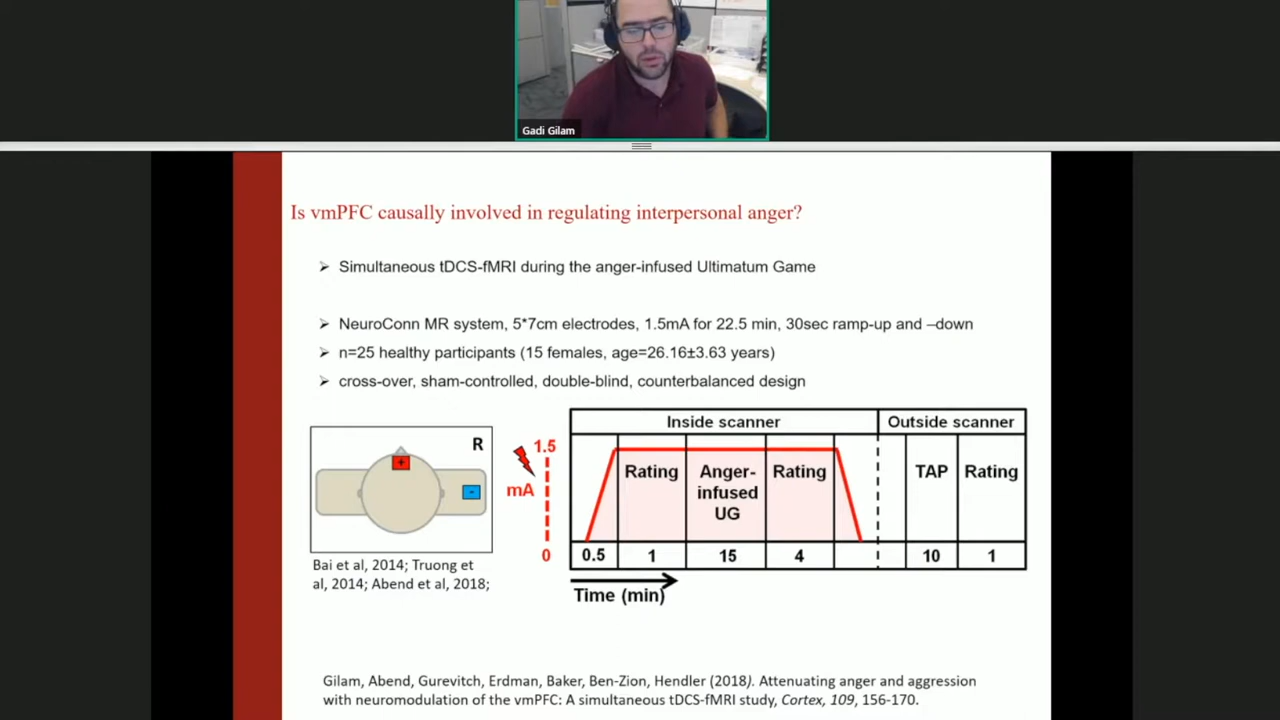 Gadi Gilam
Is vmPFC causally involved in regulating interpersonal anger?
➢ Simultaneous tDCS-fMRI during the anger-infused Ultimatum Game
➢ NeuroConn MR system, 5*7cm electrodes, 1.5mA for 22.5 min, 30sec ramp-up and –down
➢ n=25 healthy participants (15 females, age=26.16±3.63 years)
➢ cross-over, sham-controlled, double-blind, counterbalanced design
R
+
-
Bai et al, 2014; Truong et
al, 2014; Abend et al, 2018;
1.5
mA
0
Inside scanner
Outside scanner
Rating
Anger-
infused
UG
Rating
TAP
Rating
0.5 1 15 4 10 1
Time (min)
Gilam, Abend, Gurevitch, Erdman, Baker, Ben-Zion, Hendler (2018). Attenuating anger and aggression
with neuromodulation of the vmPFC: A simultaneous tDCS-fMRI study, Cortex, 109, 156-170.